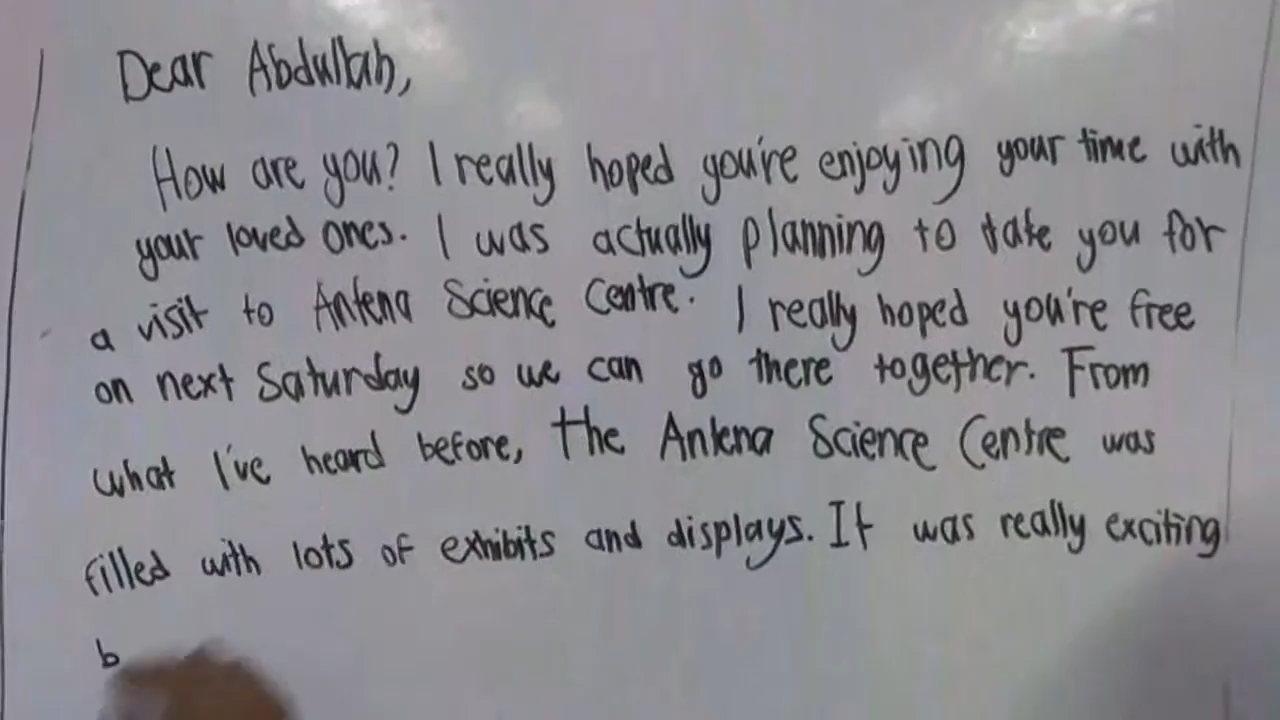 Dear Abdullah,
How are you? I really hoped you're enjoying your time with
your loved ones. I was actually planning to take you for
a visit to Antena Science Centre. I really hoped you're free
on next Saturday so we can go there together. From
what I've heard before, the Antena Science Centre was
filled with lots of exhibits and displays. It was really exciting
b